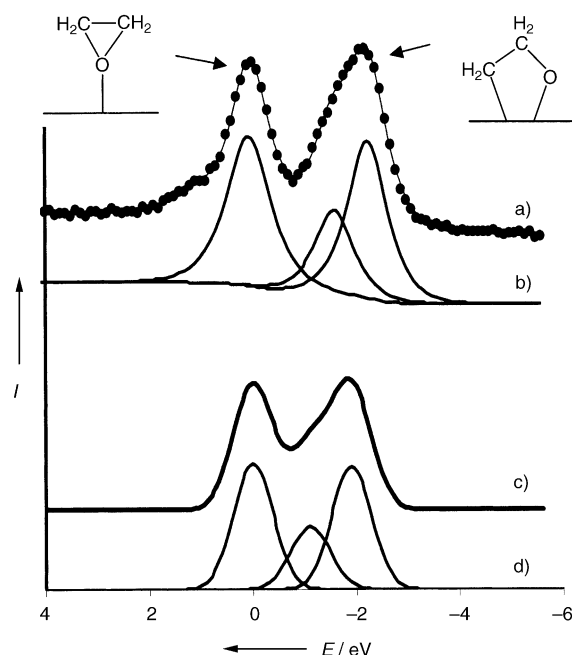 H₂C CH₂
O
C
H₂
H₂C
O
a)
b)
I
c)
d)
4 2 0 −2 −4 −6
E / eV